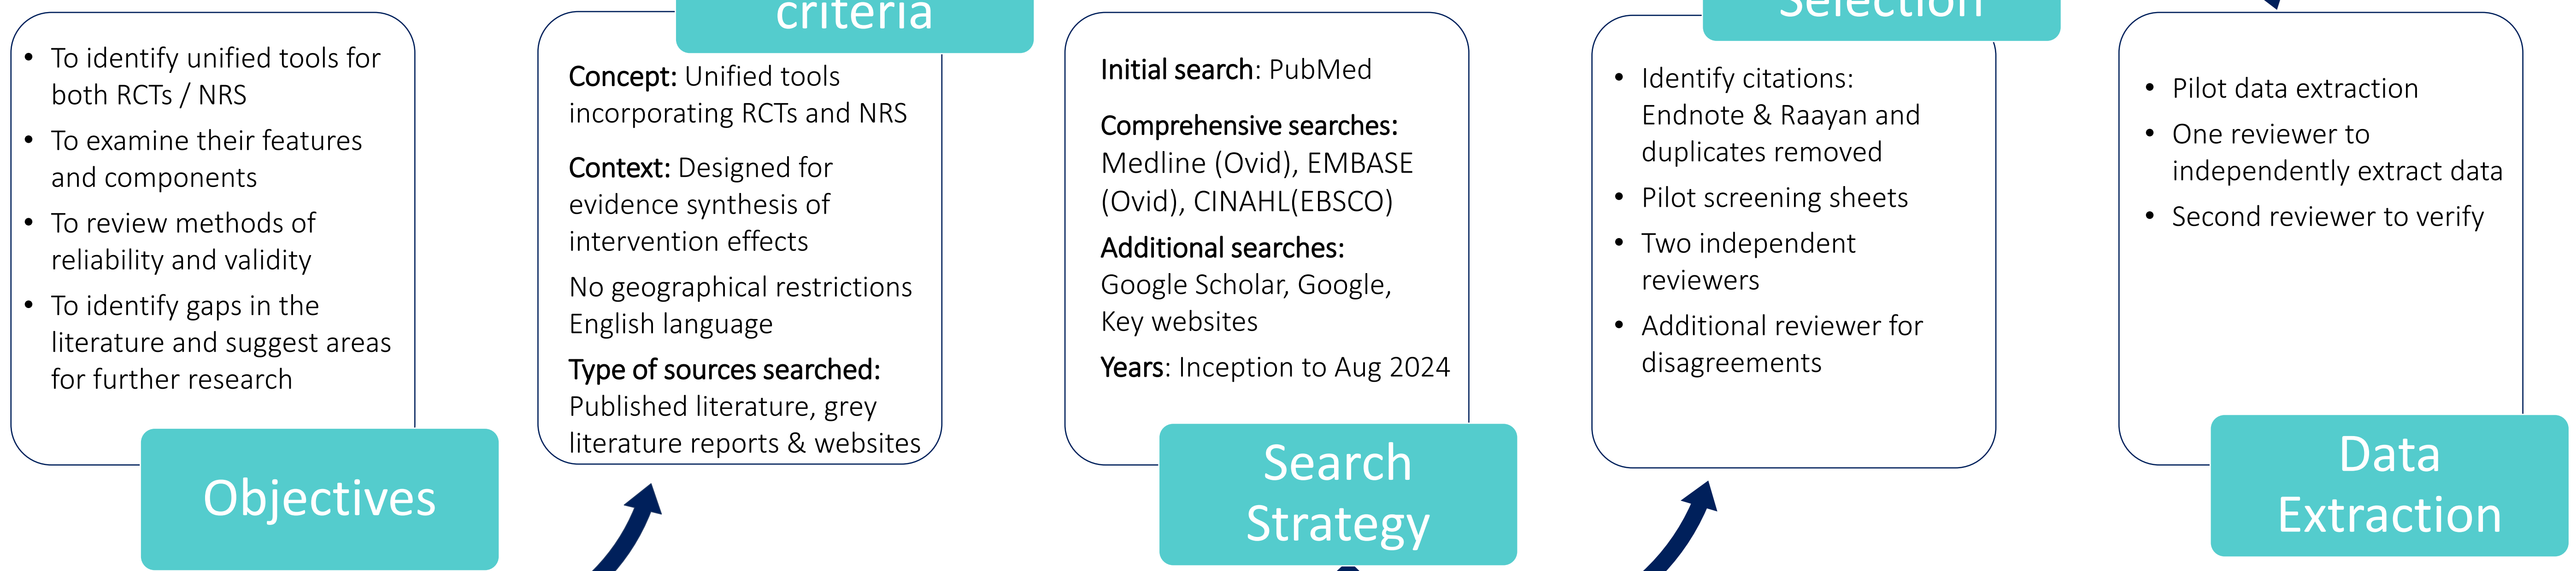 • To identify unified tools for
both RCTs / NRS
• To examine their features
and components
• To review methods of
reliability and validity
• To identify gaps in the
literature and suggest areas
for further research
Objectives
criteria
Concept: Unified tools
incorporating RCTs and NRS
Context: Designed for
evidence synthesis of
intervention effects
No geographical restrictions
English language
Type of sources searched:
Published literature, grey
literature reports & websites
Initial search: PubMed
Comprehensive searches:
Medline (Ovid), EMBASE
(Ovid), CINAHL(EBSCO)
Additional searches:
Google Scholar, Google,
Key websites
Years: Inception to Aug 2024
Search
Strategy
Selection
• Identify citations:
Endnote & Raayan and
duplicates removed
• Pilot screening sheets
• Two independent
reviewers
• Additional reviewer for
disagreements
• Pilot data extraction
• One reviewer to
independently extract data
• Second reviewer to verify
Data
Extraction